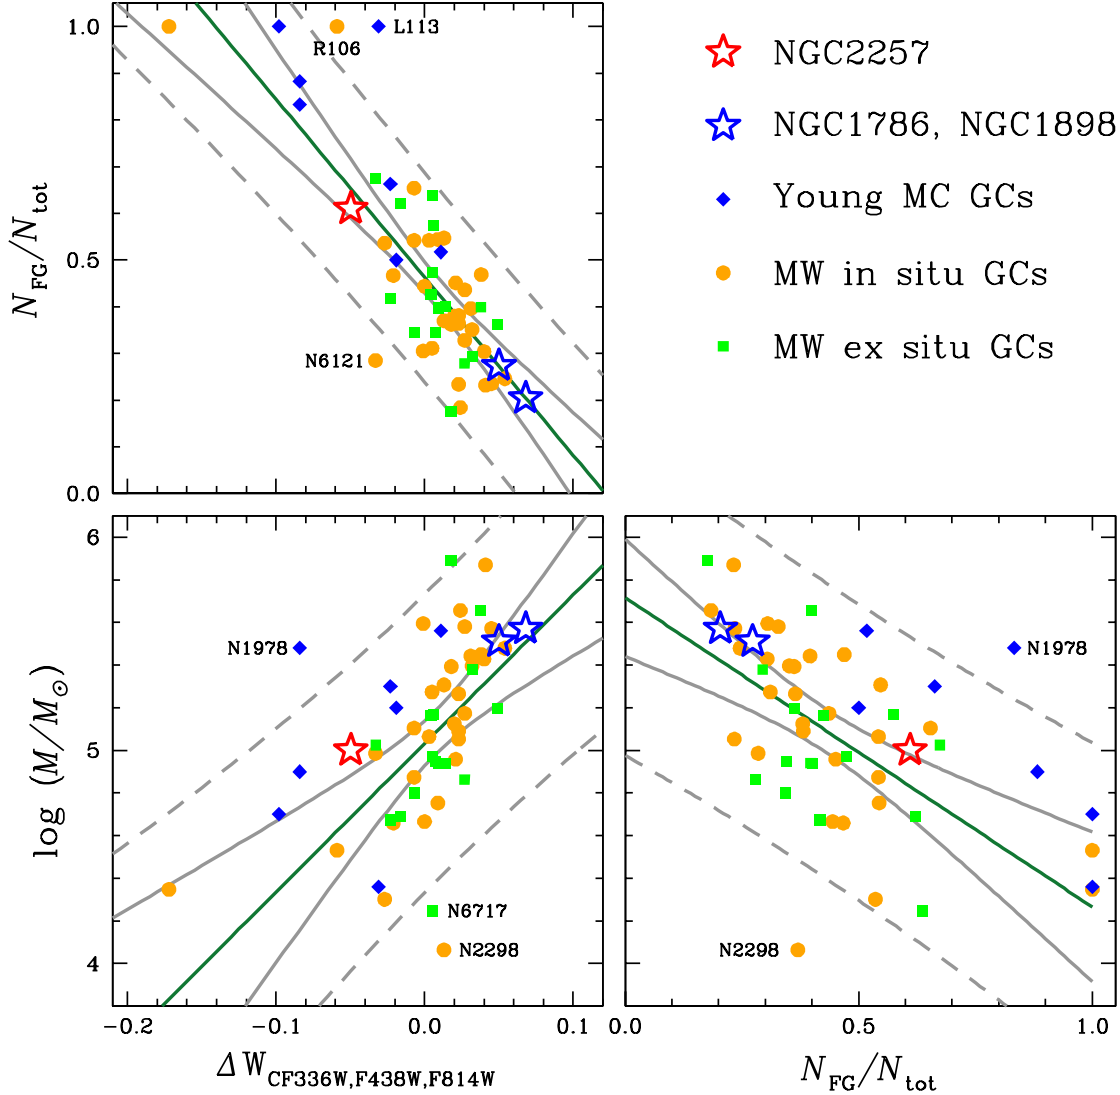 1.0
L113
R106
NGC2257
NGC1786, NGC1898
Young MC GCs
N_FG/N_tot
0.5
MW in situ GCs
N6121
MW ex situ GCs
0.0
6
N1978
N1978
log (M/M⊙)
5
N6717
N2298
N2298
4
−0.2 −0.1 0.0 0.1
0.0 0.5 1.0
ΔW_CF336W,F438W,F814W
N_FG/N_tot